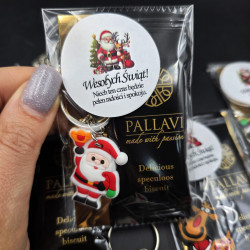 Wesołych Świąt!
Niech ten czas będzie
pełen radości i spokoju.
PALLAVI
made with passion
Delicious
speculoos
biscuit